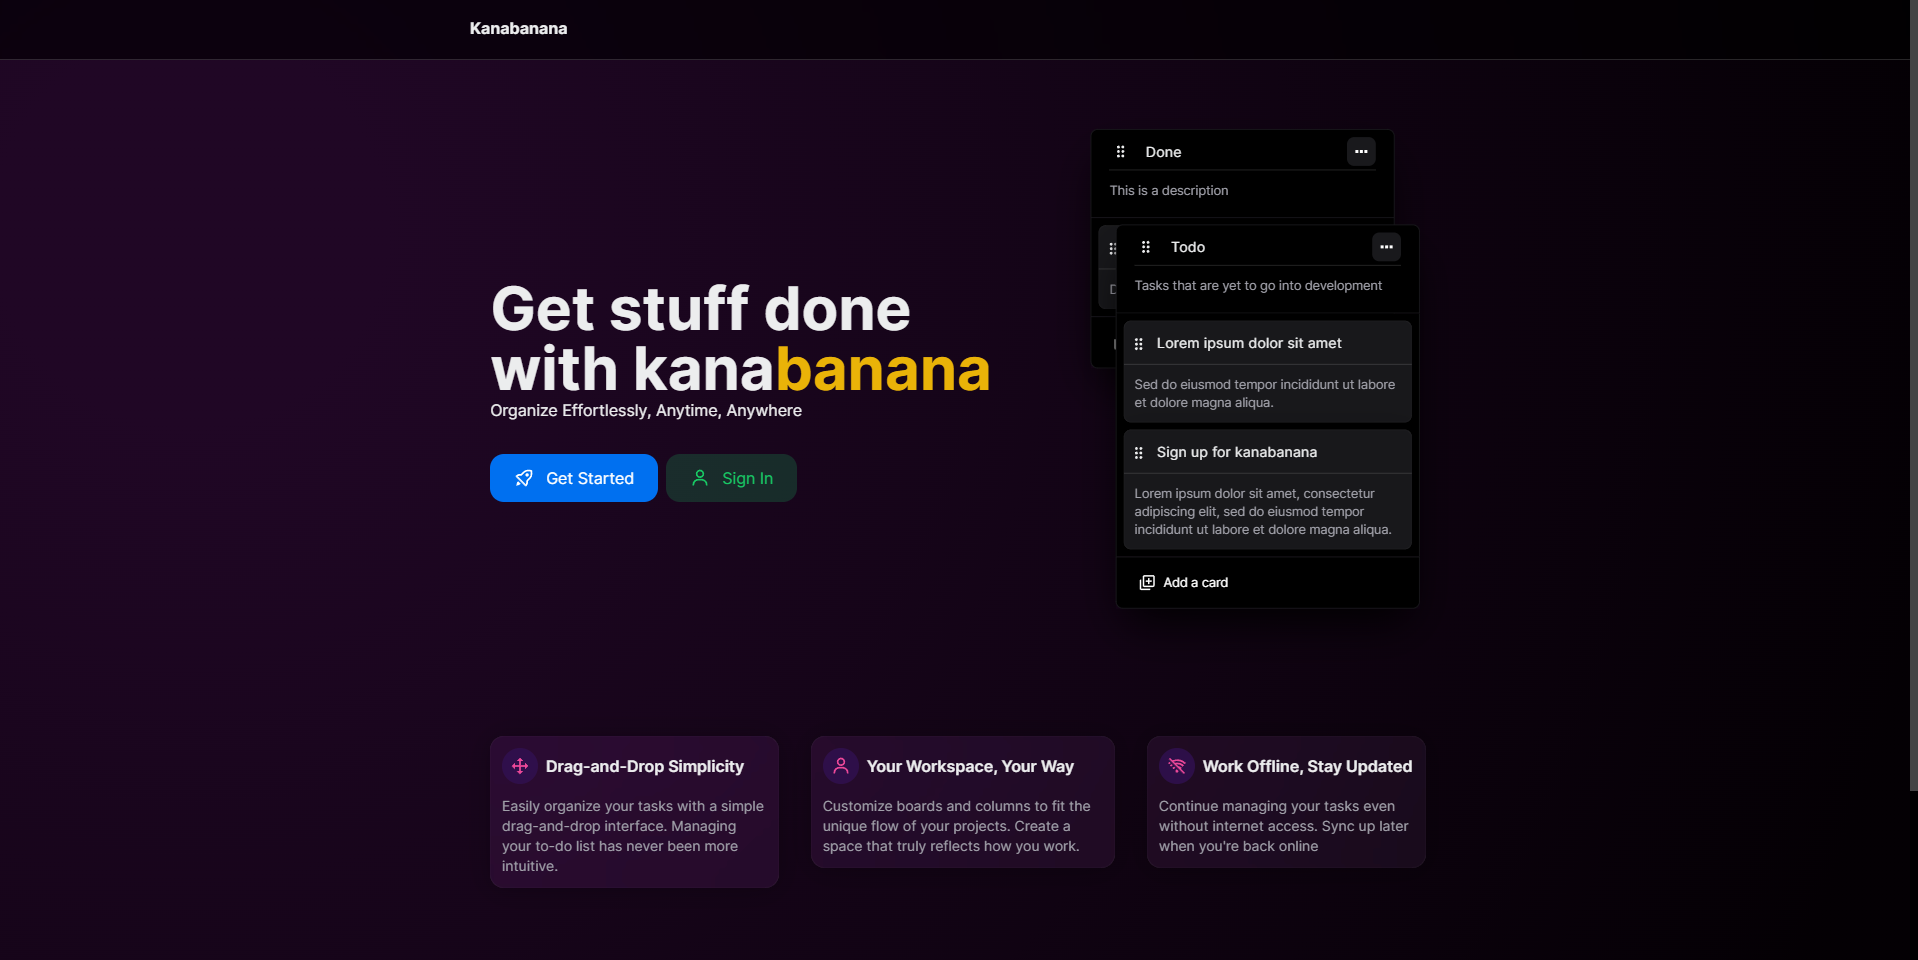 Kanabanana
Get stuff done
with kanabanana
Organize Effortlessly, Anytime, Anywhere
Get Started
Sign In
Done
This is a description
Todo
Tasks that are yet to go into development
Lorem ipsum dolor sit amet
Sed do eiusmod tempor incididunt ut labore
et dolore magna aliqua.
Sign up for kanabanana
Lorem ipsum dolor sit amet, consectetur
adipiscing elit, sed do eiusmod tempor
incididunt ut labore et dolore magna aliqua.
Add a card
Drag-and-Drop Simplicity
Easily organize your tasks with a simple
drag-and-drop interface. Managing
your to-do list has never been more
intuitive.
Your Workspace, Your Way
Customize boards and columns to fit the
unique flow of your projects. Create a
space that truly reflects how you work.
Work Offline, Stay Updated
Continue managing your tasks even
without internet access. Sync up later
when you're back online